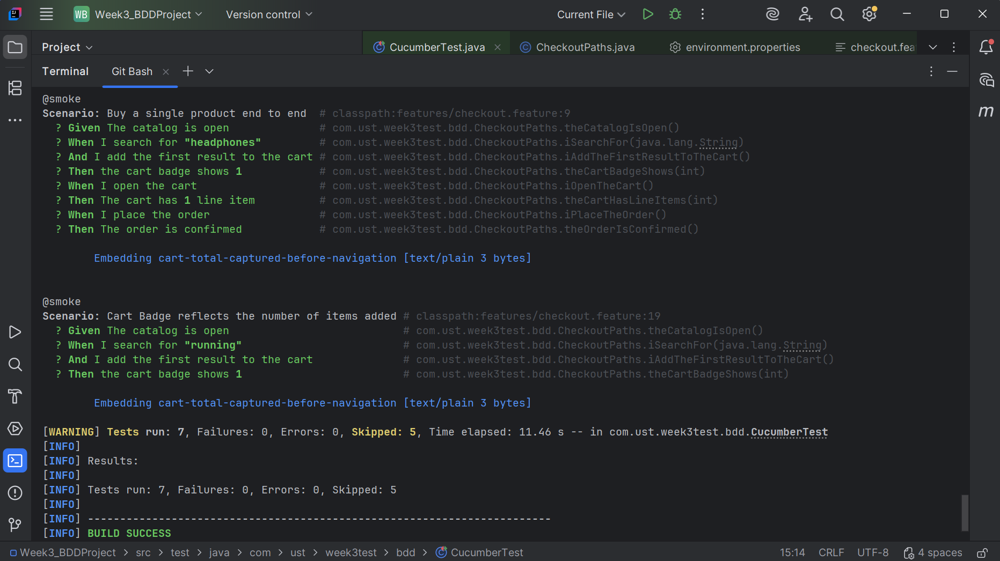 WB Week3_BDDProject Version control Current File
Project CucumberTest.java CheckoutPaths.java environment.properties checkout.fea
Terminal Git Bash
@smoke
Scenario: Buy a single product end to end # classpath:features/checkout.feature:9
? Given The catalog is open # com.ust.week3test.bdd.CheckoutPaths.theCatalogIsOpen()
? When I search for "headphones" # com.ust.week3test.bdd.CheckoutPaths.iSearchFor(java.lang.String)
? And I add the first result to the cart # com.ust.week3test.bdd.CheckoutPaths.iAddTheFirstResultToTheCart()
? Then the cart badge shows 1 # com.ust.week3test.bdd.CheckoutPaths.theCartBadgeShows(int)
? When I open the cart # com.ust.week3test.bdd.CheckoutPaths.iOpenTheCart()
? Then The cart has 1 line item # com.ust.week3test.bdd.CheckoutPaths.theCartHasLineItems(int)
? When I place the order # com.ust.week3test.bdd.CheckoutPaths.iPlaceTheOrder()
? Then The order is confirmed # com.ust.week3test.bdd.CheckoutPaths.theOrderIsConfirmed()
Embedding cart-total-captured-before-navigation [text/plain 3 bytes]
@smoke
Scenario: Cart Badge reflects the number of items added # classpath:features/checkout.feature:19
? Given The catalog is open # com.ust.week3test.bdd.CheckoutPaths.theCatalogIsOpen()
? When I search for "running" # com.ust.week3test.bdd.CheckoutPaths.iSearchFor(java.lang.String)
? And I add the first result to the cart # com.ust.week3test.bdd.CheckoutPaths.iAddTheFirstResultToTheCart()
? Then the cart badge shows 1 # com.ust.week3test.bdd.CheckoutPaths.theCartBadgeShows(int)
Embedding cart-total-captured-before-navigation [text/plain 3 bytes]
[WARNING] Tests run: 7, Failures: 0, Errors: 0, Skipped: 5, Time elapsed: 11.46 s -- in com.ust.week3test.bdd.CucumberTest
[INFO]
[INFO] Results:
[INFO]
[INFO] Tests run: 7, Failures: 0, Errors: 0, Skipped: 5
[INFO]
[INFO] ------------------------------------------------------------------------
[INFO] BUILD SUCCESS
Week3_BDDProject > src > test > java > com > ust > week3test > bdd > CucumberTest 15:14 CRLF UTF-8 4 spaces